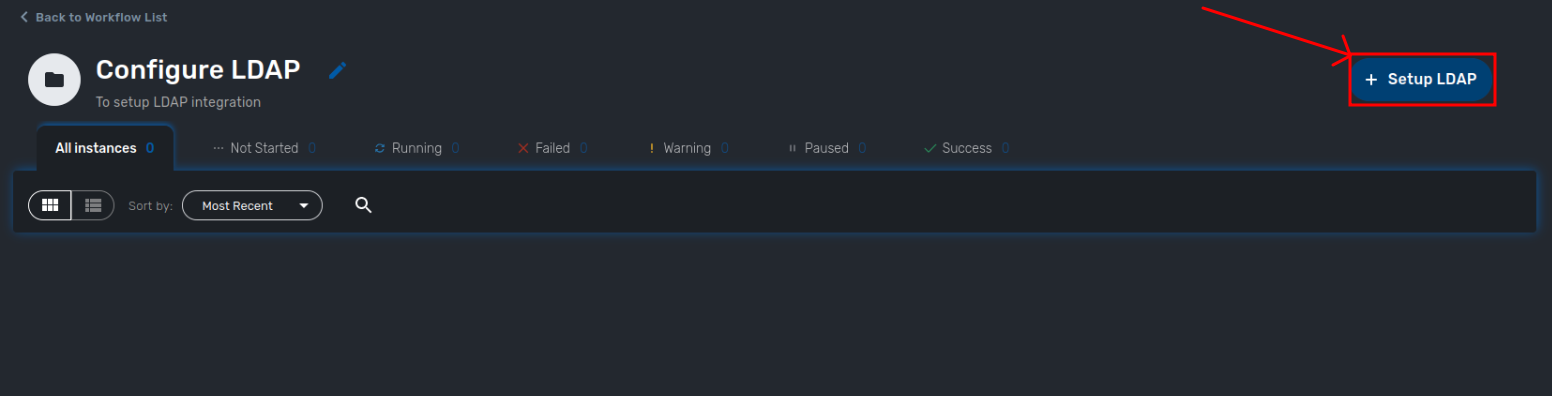 Back to Workflow List
Configure LDAP
To setup LDAP integration
+ Setup LDAP
All instances 0
Not Started 0
Running 0
Failed 0
! Warning 0
Paused 0
Success 0
Sort by:
Most Recent